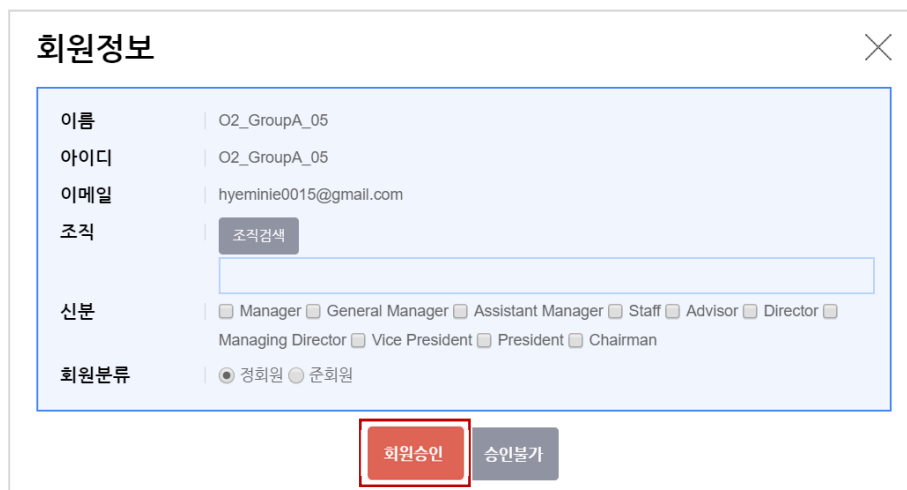 회원정보
이름 O2_GroupA_05
아이디 O2_GroupA_05
이메일 hyeminie0015@gmail.com
조직 조직검색
신분 Manager General Manager Assistant Manager Staff Advisor Director
Managing Director Vice President President Chairman
회원분류 정회원 준회원
회원승인 승인불가